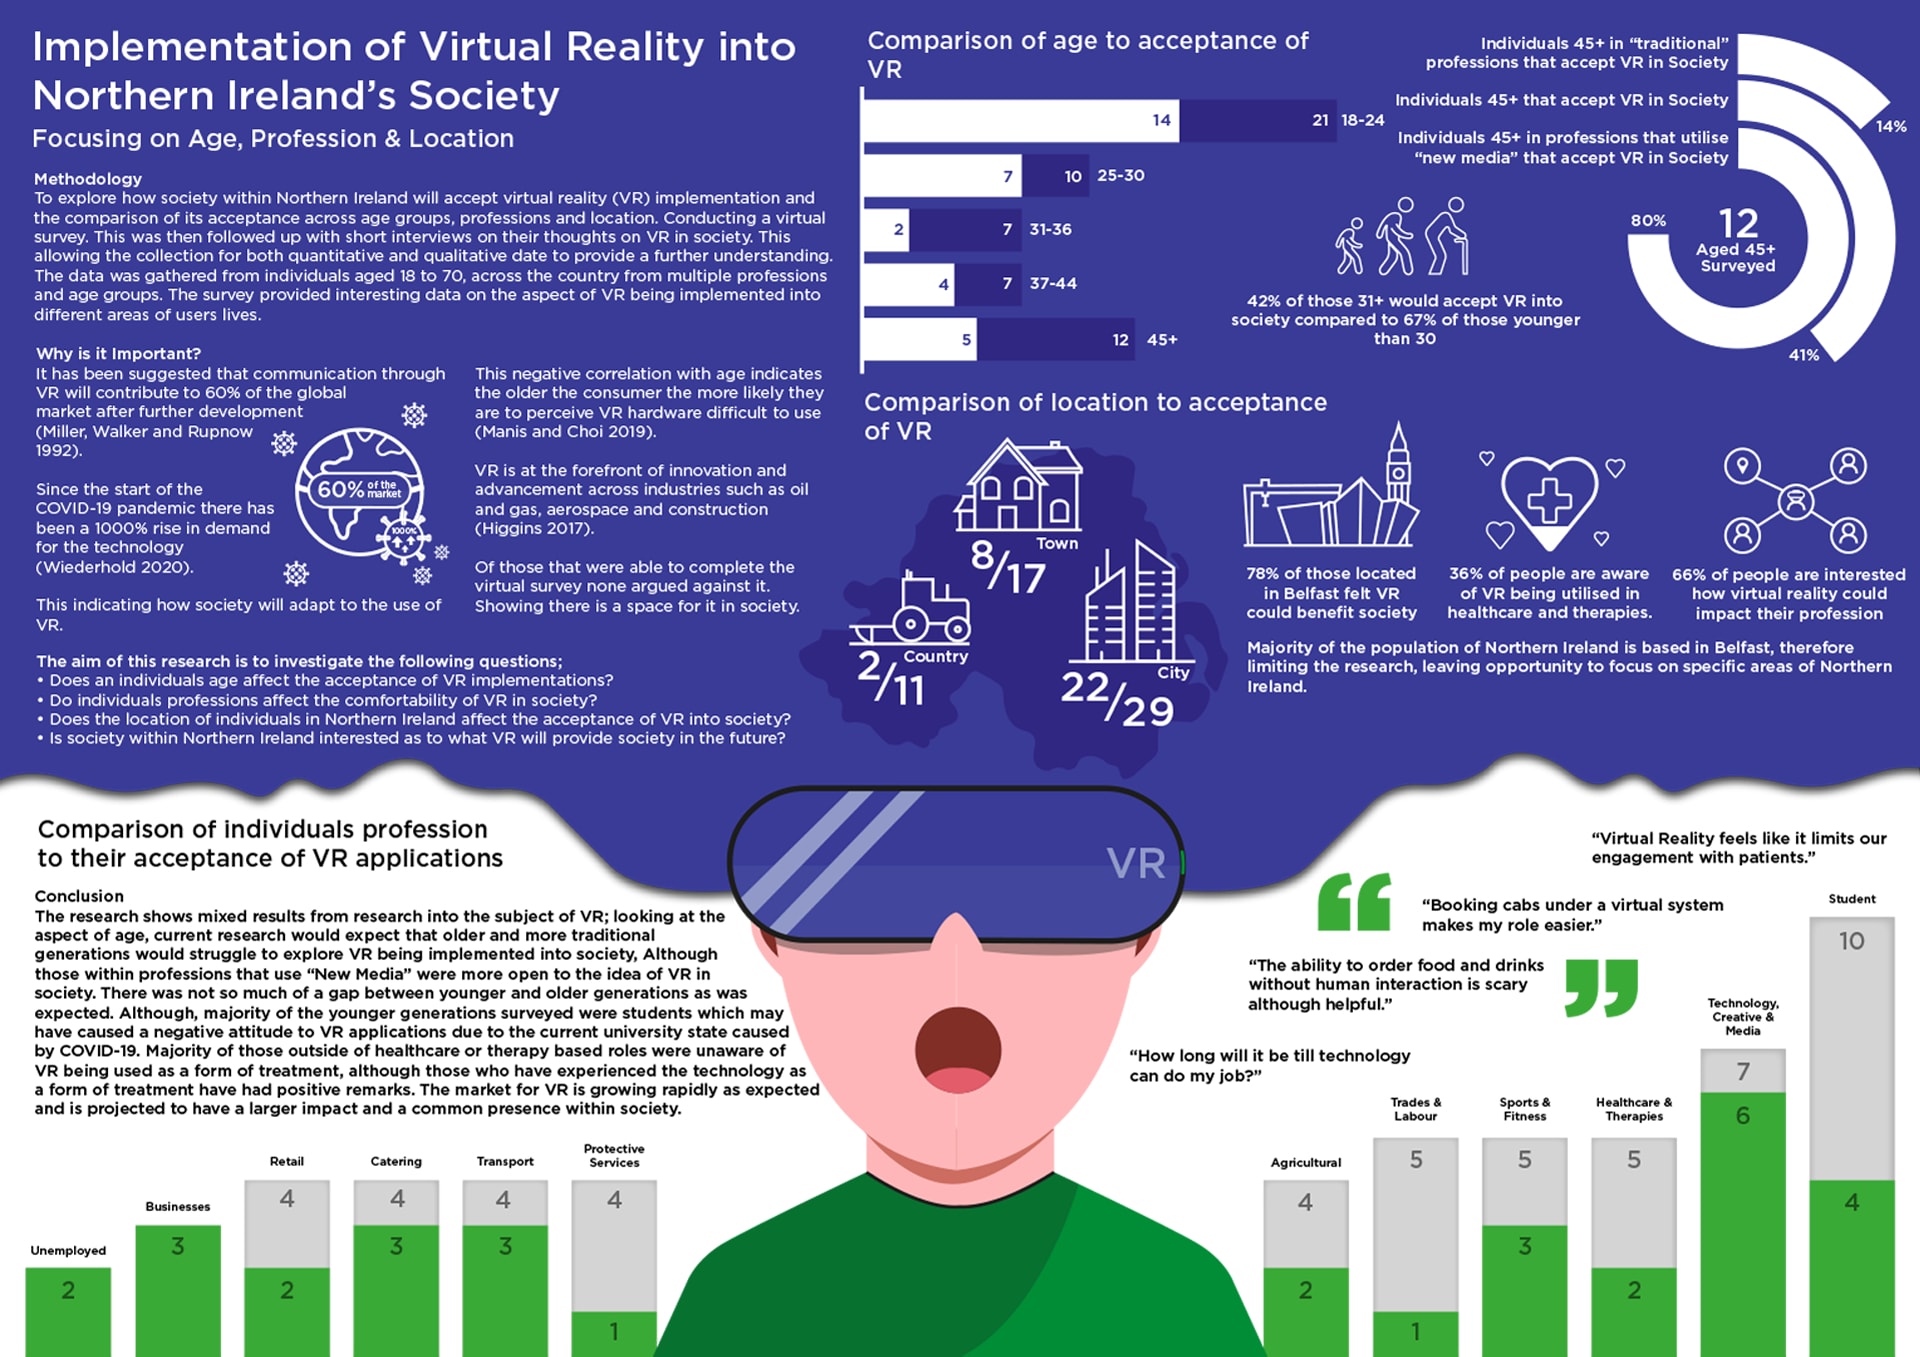 Implementation of Virtual Reality into
Northern Ireland's Society
Focusing on Age, Profession & Location
Methodology
To explore how society within Northern Ireland will accept virtual reality (VR) implementation and
the comparison of its acceptance across age groups, professions and location. Conducting a virtual
survey. This was then followed up with short interviews on their thoughts on VR in society. This
allowing the collection for both quantitative and qualitative date to provide a further understanding.
The data was gathered from individuals aged 18 to 70, across the country from multiple professions
and age groups. The survey provided interesting data on the aspect of VR being implemented into
different areas of users lives.
Why is it Important?
It has been suggested that communication through
VR will contribute to 60% of the global
market after further development
(Miller, Walker and Rupnow
1992).
Since the start of the
COVID-19 pandemic there has
been a 1000% rise in demand
for the technology
(Wiederhold 2020).
This indicating how society will adapt to the use of
VR.
60% of the market
1000%
This negative correlation with age indicates
the older the consumer the more likely they
are to perceive VR hardware difficult to use
(Manis and Choi 2019).
VR is at the forefront of innovation and
advancement across industries such as oil
and gas, aerospace and construction
(Higgins 2017).
Of those that were able to complete the
virtual survey none argued against it.
Showing there is a space for it in society.
The aim of this research is to investigate the following questions;
• Does an individuals age affect the acceptance of VR implementations?
• Do individuals professions affect the comfortability of VR in society?
• Does the location of individuals in Northern Ireland affect the acceptance of VR into society?
• Is society within Northern Ireland interested as to what VR will provide society in the future?
Comparison of age to acceptance of
VR
14 21 18-24
7 10 25-30
2 7 31-36
4 7 37-44
5 12 45+
Individuals 45+ in “traditional”
professions that accept VR in Society
Individuals 45+ that accept VR in Society
Individuals 45+ in professions that utilise
“new media” that accept VR in Society
14%
80%
41%
12
Aged 45+
Surveyed
42% of those 31+ would accept VR into
society compared to 67% of those younger
than 30
Comparison of location to acceptance
of VR
Town
8/17
Country
2/11
City
22/29
78% of those located
in Belfast felt VR
could benefit society
36% of people are aware
of VR being utilised in
healthcare and therapies.
66% of people are interested
how virtual reality could
impact their profession
Majority of the population of Northern Ireland is based in Belfast, therefore
limiting the research, leaving opportunity to focus on specific areas of Northern
Ireland.
VR
Comparison of individuals profession
to their acceptance of VR applications
Conclusion
The research shows mixed results from research into the subject of VR; looking at the
aspect of age, current research would expect that older and more traditional
generations would struggle to explore VR being implemented into society, Although
those within professions that use “New Media” were more open to the idea of VR in
society. There was not so much of a gap between younger and older generations as was
expected. Although, majority of the younger generations surveyed were students which may
have caused a negative attitude to VR applications due to the current university state caused
by COVID-19. Majority of those outside of healthcare or therapy based roles were unaware of
VR being used as a form of treatment, although those who have experienced the technology as
a form of treatment have had positive remarks. The market for VR is growing rapidly as expected
and is projected to have a larger impact and a common presence within society.
“Virtual Reality feels like it limits our
engagement with patients.”
“
“Booking cabs under a virtual system
makes my role easier.”
“The ability to order food and drinks
without human interaction is scary
although helpful.”
”
“How long will it be till technology
can do my job?”
Unemployed
2
Businesses
3
Retail
4
2
Catering
4
3
Transport
4
3
Protective
Services
4
1
Agricultural
4
2
Trades &
Labour
5
1
Sports &
Fitness
5
3
Healthcare &
Therapies
5
2
Technology,
Creative &
Media
7
6
Student
10
4